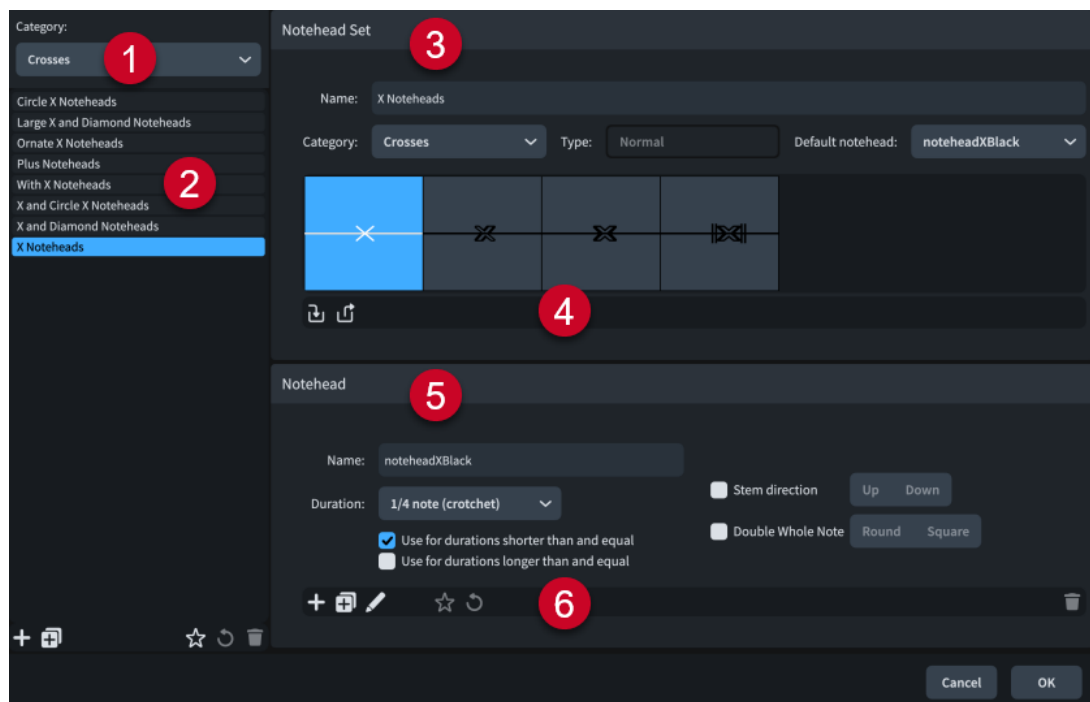 Category:
Crosses
1
Circle X Noteheads
Large X and Diamond Noteheads
Ornate X Noteheads
Plus Noteheads
With X Noteheads
X and Circle X Noteheads
X and Diamond Noteheads
X Noteheads
2
Notehead Set
3
Name: X Noteheads
Category: Crosses Type: Normal Default notehead: noteheadXBlack
4
Notehead
5
Name: noteheadXBlack
Duration: 1/4 note (crotchet)
Use for durations shorter than and equal
Use for durations longer than and equal
Stem direction Up Down
Double Whole Note Round Square
6
Cancel OK